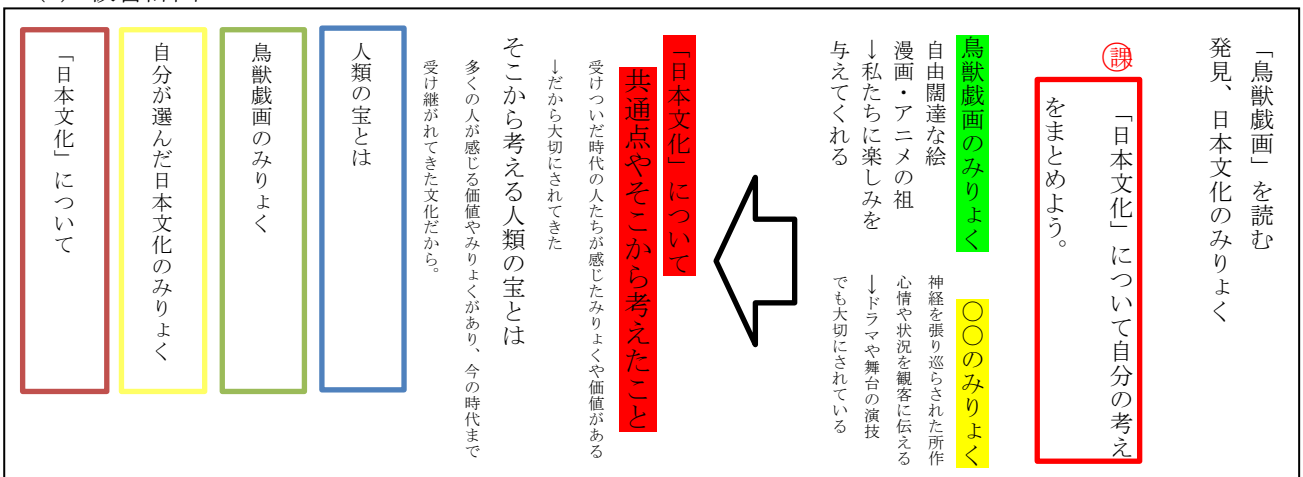 「鳥獣戯画」を読む
発見、日本文化のみりょく
課
「日本文化」について自分の考え
をまとめよう。
鳥獣戯画のみりょく
自由闊達な絵
漫画・アニメの祖
→私たちに楽しみを
与えてくれる
〇〇のみりょく
神経を張り巡らされた所作
心情や状況を観客に伝える
→ドラマや舞台の演技
でも大切にされている
「日本文化」について
共通点やそこから考えたこと
受けついだ時代の人たちが感じたみりょくや価値がある
→だから大切にされてきた
そこから考える人類の宝とは
多くの人が感じる価値やみりょくがあり、今の時代まで
受け継がれてきた文化だから。
人類の宝とは
鳥獣戯画のみりょく
自分が選んだ日本文化のみりょく
「日本文化」について